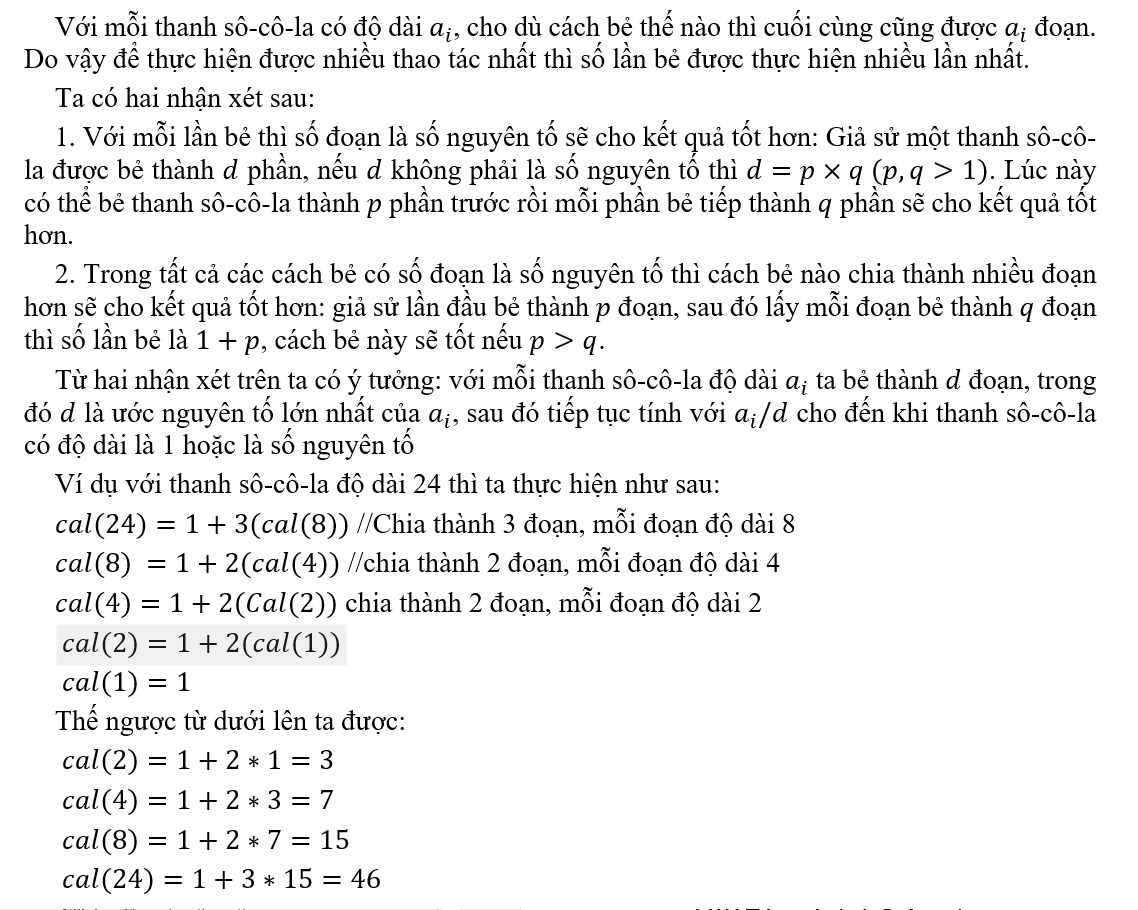 Với mỗi thanh sô-cô-la có độ dài aᵢ, cho dù cách bẻ thế nào thì cuối cùng cũng được aᵢ đoạn.
Do vậy để thực hiện được nhiều thao tác nhất thì số lần bẻ được thực hiện nhiều lần nhất.
Ta có hai nhận xét sau:
1. Với mỗi lần bẻ thì số đoạn là số nguyên tố sẽ cho kết quả tốt hơn: Giả sử một thanh sô-cô-
la được bẻ thành d phần, nếu d không phải là số nguyên tố thì d = p × q (p, q > 1). Lúc này
có thể bẻ thanh sô-cô-la thành p phần trước rồi mỗi phần bẻ tiếp thành q phần sẽ cho kết quả tốt
hơn.
2. Trong tất cả các cách bẻ có số đoạn là số nguyên tố thì cách bẻ nào chia thành nhiều đoạn
hơn sẽ cho kết quả tốt hơn: giả sử lần đầu bẻ thành p đoạn, sau đó lấy mỗi đoạn bẻ thành q đoạn
thì số lần bẻ là 1 + p, cách bẻ này sẽ tốt nếu p > q.
Từ hai nhận xét trên ta có ý tưởng: với mỗi thanh sô-cô-la độ dài aᵢ ta bẻ thành d đoạn, trong
đó d là ước nguyên tố lớn nhất của aᵢ, sau đó tiếp tục tính với aᵢ/d cho đến khi thanh sô-cô-la
có độ dài là 1 hoặc là số nguyên tố
Ví dụ với thanh sô-cô-la độ dài 24 thì ta thực hiện như sau:
cal(24) = 1 + 3(cal(8)) //Chia thành 3 đoạn, mỗi đoạn độ dài 8
cal(8) = 1 + 2(cal(4)) //chia thành 2 đoạn, mỗi đoạn độ dài 4
cal(4) = 1 + 2(Cal(2)) chia thành 2 đoạn, mỗi đoạn độ dài 2
cal(2) = 1 + 2(cal(1))
cal(1) = 1
Thế ngược từ dưới lên ta được:
cal(2) = 1 + 2 * 1 = 3
cal(4) = 1 + 2 * 3 = 7
cal(8) = 1 + 2 * 7 = 15
cal(24) = 1 + 3 * 15 = 46